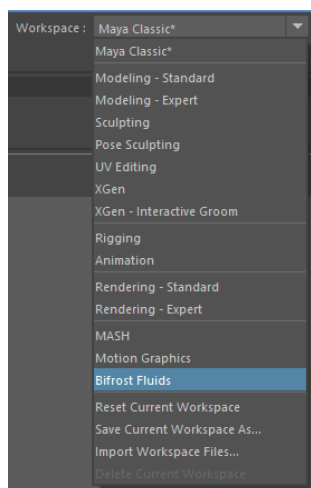 Workspace : Maya Classic*
Maya Classic*
Modeling - Standard
Modeling - Expert
Sculpting
Pose Sculpting
UV Editing
XGen
XGen - Interactive Groom
Rigging
Animation
Rendering - Standard
Rendering - Expert
MASH
Motion Graphics
Bifrost Fluids
Reset Current Workspace
Save Current Workspace As...
Import Workspace Files...
Delete Current Workspace